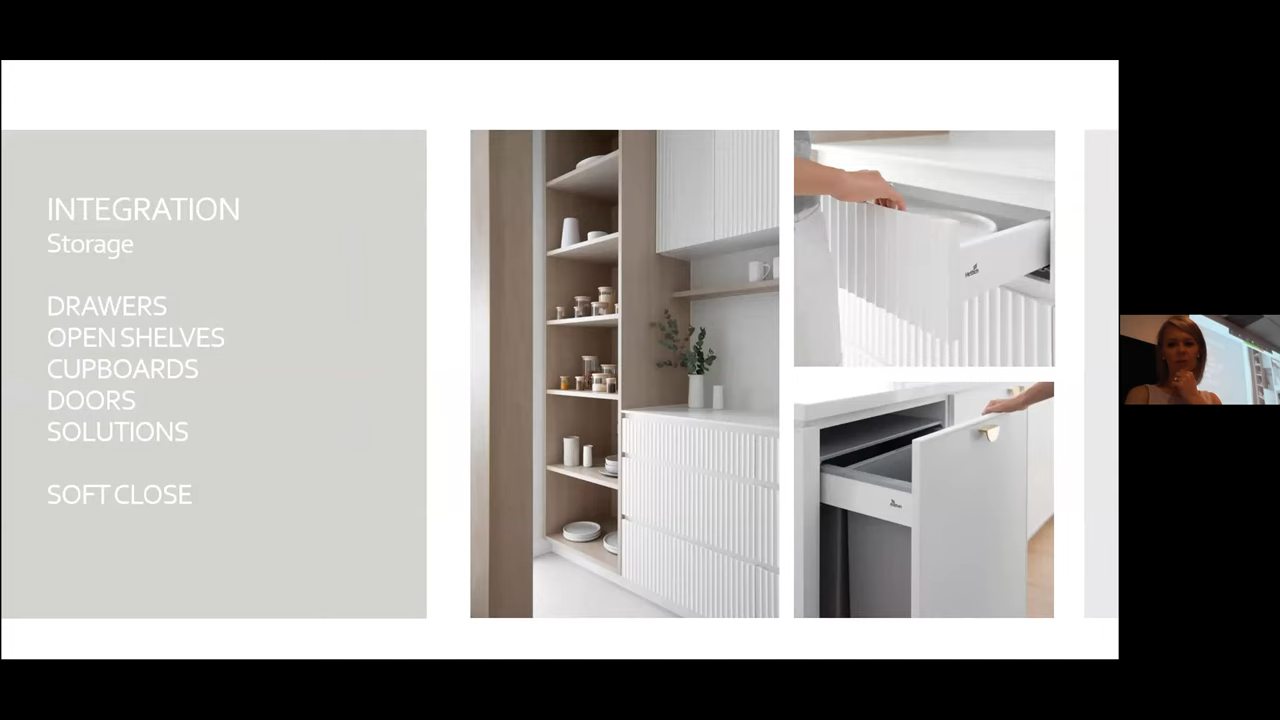 INTEGRATION
Storage
DRAWERS
OPEN SHELVES
CUPBOARDS
DOORS
SOLUTIONS
SOFT CLOSE